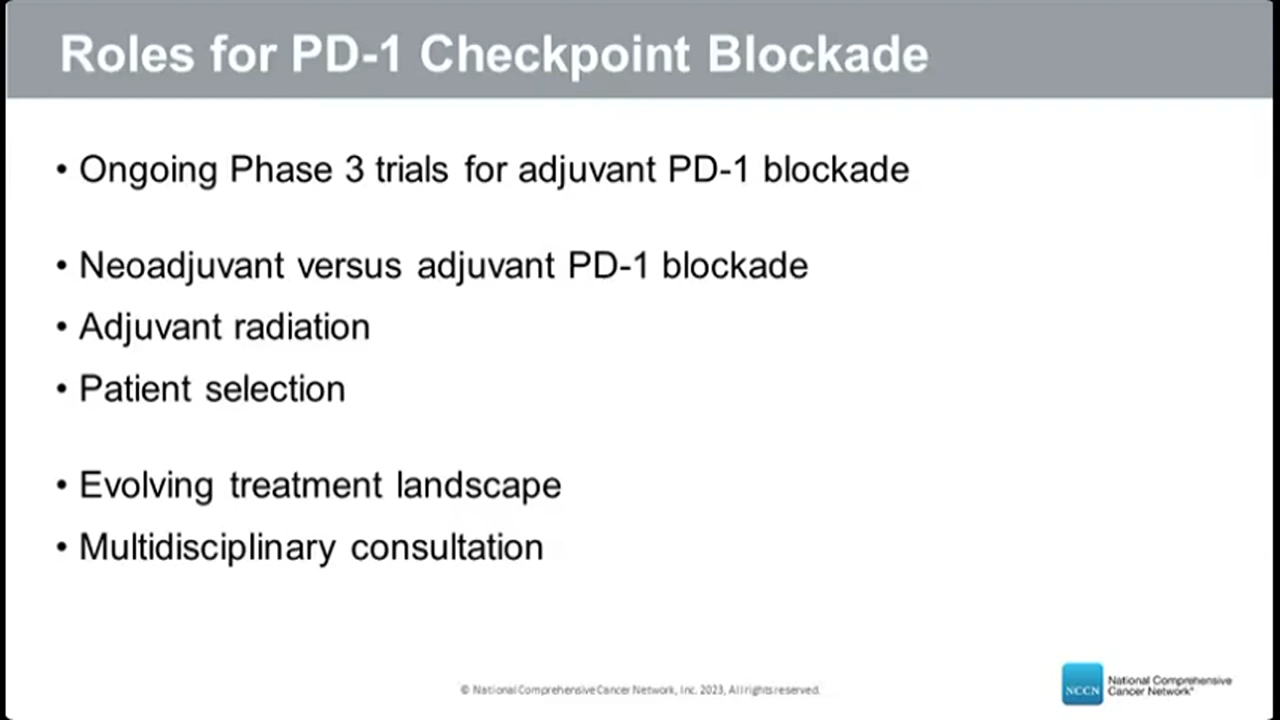 Roles for PD-1 Checkpoint Blockade
• Ongoing Phase 3 trials for adjuvant PD-1 blockade
• Neoadjuvant versus adjuvant PD-1 blockade
• Adjuvant radiation
• Patient selection
• Evolving treatment landscape
• Multidisciplinary consultation
© National Comprehensive Cancer Network, Inc. 2023, All rights reserved.
NCCN
National Comprehensive
Cancer Network®